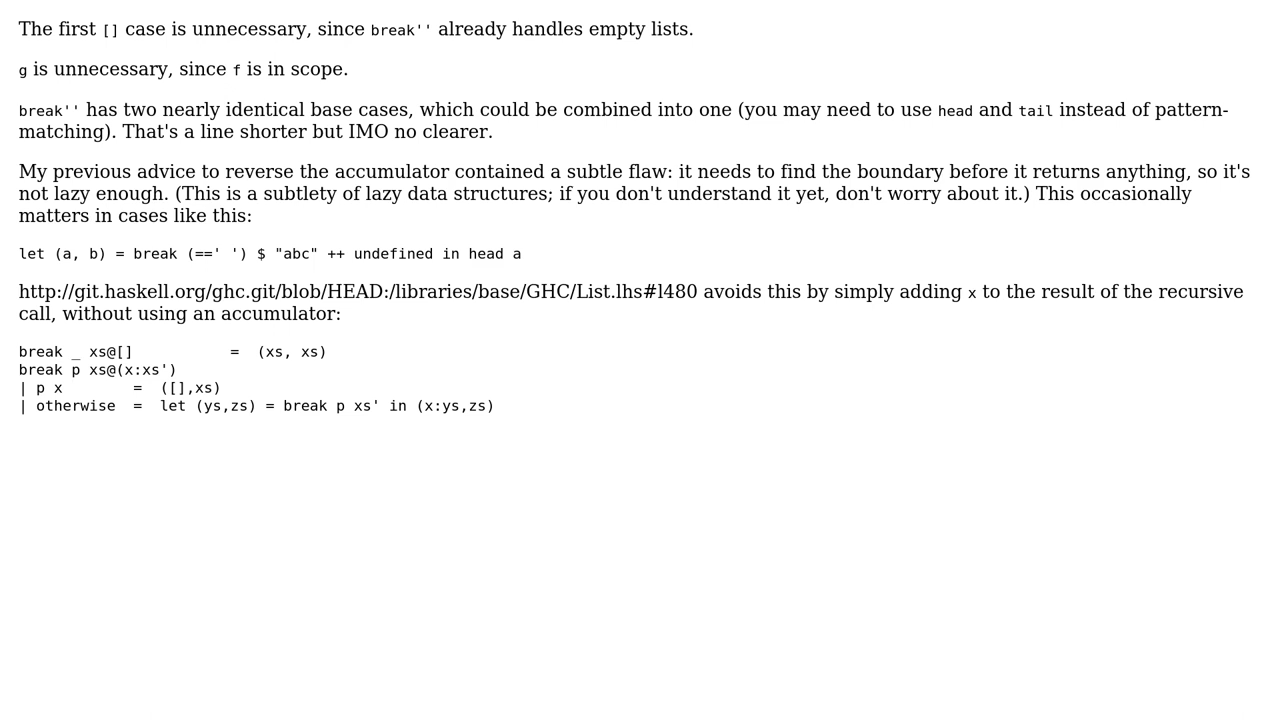 The first [] case is unnecessary, since break'' already handles empty lists.
g is unnecessary, since f is in scope.
break'' has two nearly identical base cases, which could be combined into one (you may need to use head and tail instead of pattern-
matching). That's a line shorter but IMO no clearer.
My previous advice to reverse the accumulator contained a subtle flaw: it needs to find the boundary before it returns anything, so it's
not lazy enough. (This is a subtlety of lazy data structures; if you don't understand it yet, don't worry about it.) This occasionally
matters in cases like this:
let (a, b) = break (==' ') $ "abc" ++ undefined in head a
http://git.haskell.org/ghc.git/blob/HEAD:/libraries/base/GHC/List.lhs#l480 avoids this by simply adding x to the result of the recursive
call, without using an accumulator:
break _ xs@[]           =  (xs, xs)
break p xs@(x:xs')
| p x        =  ([],xs)
| otherwise  =  let (ys,zs) = break p xs' in (x:ys,zs)